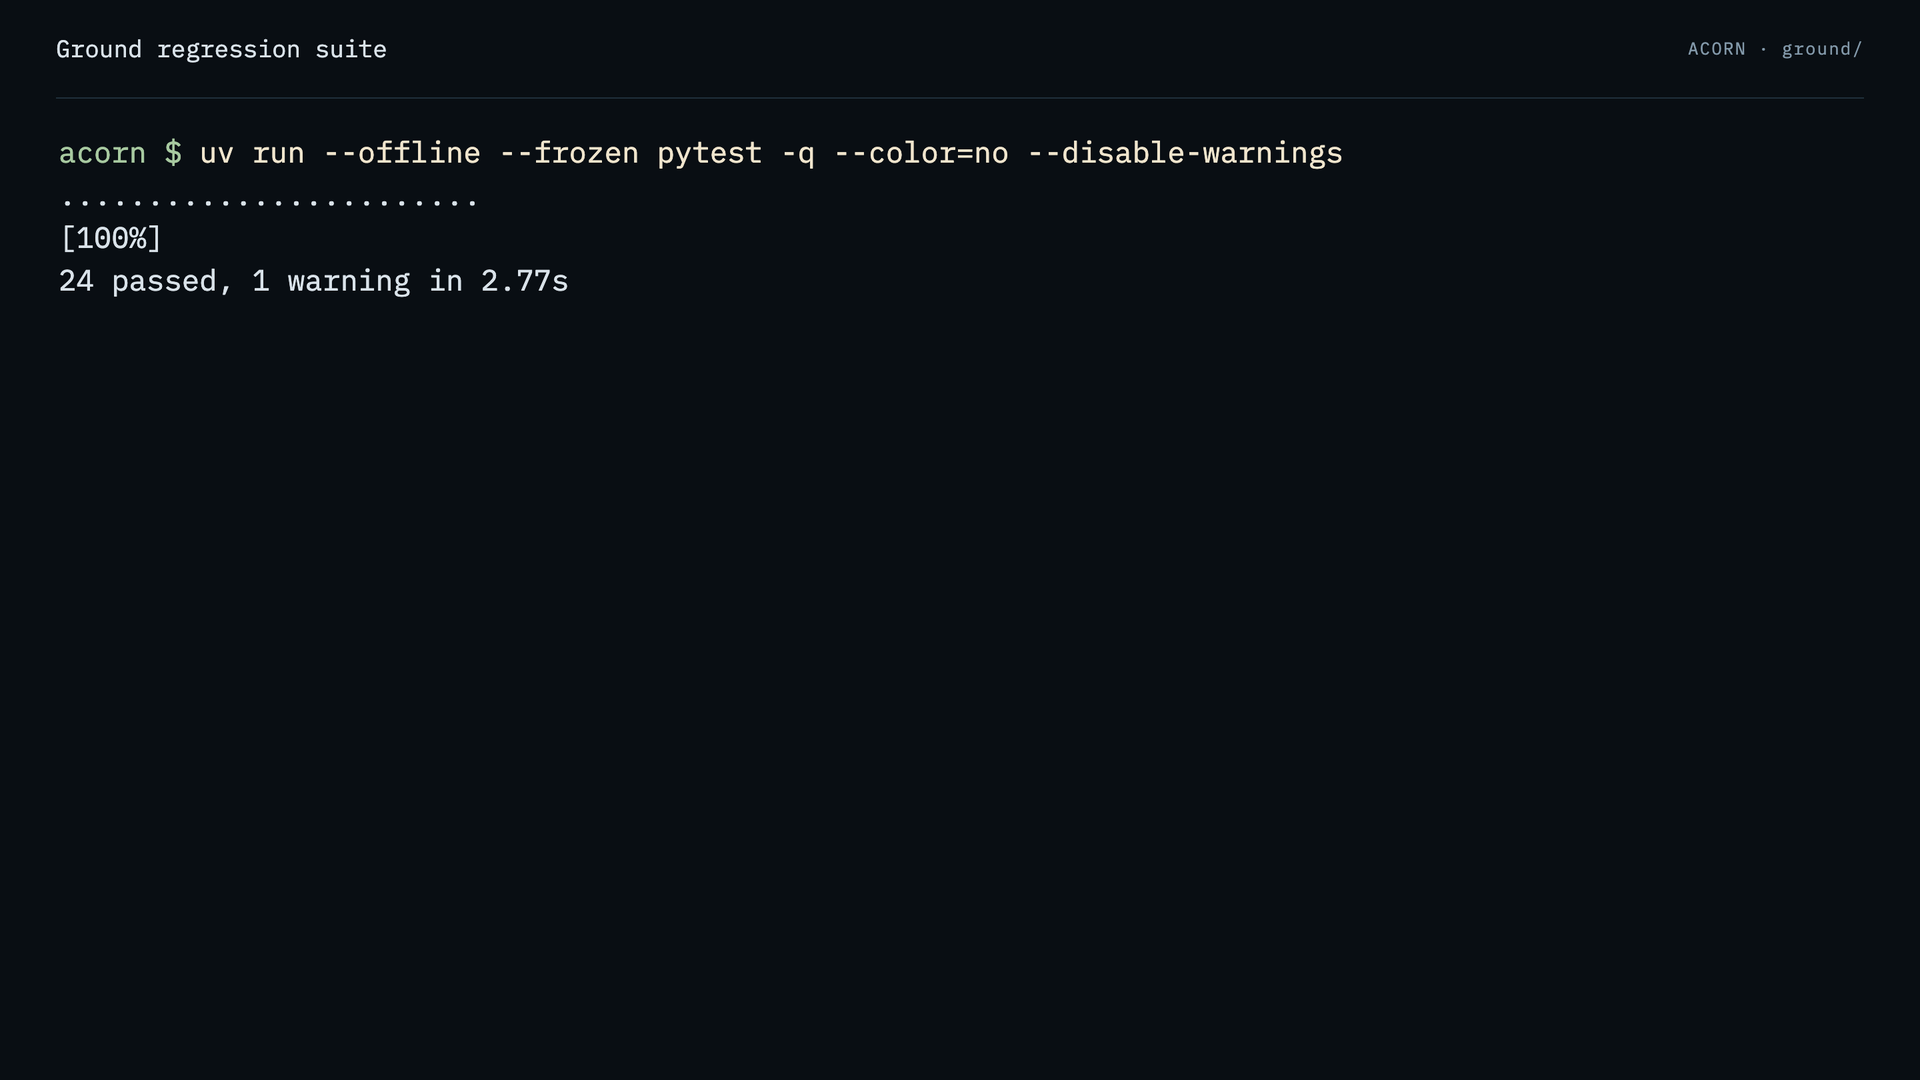 Ground regression suite
ACORN · ground/
acorn $ uv run --offline --frozen pytest -q --color=no --disable-warnings
........................
[100%]
24 passed, 1 warning in 2.77s